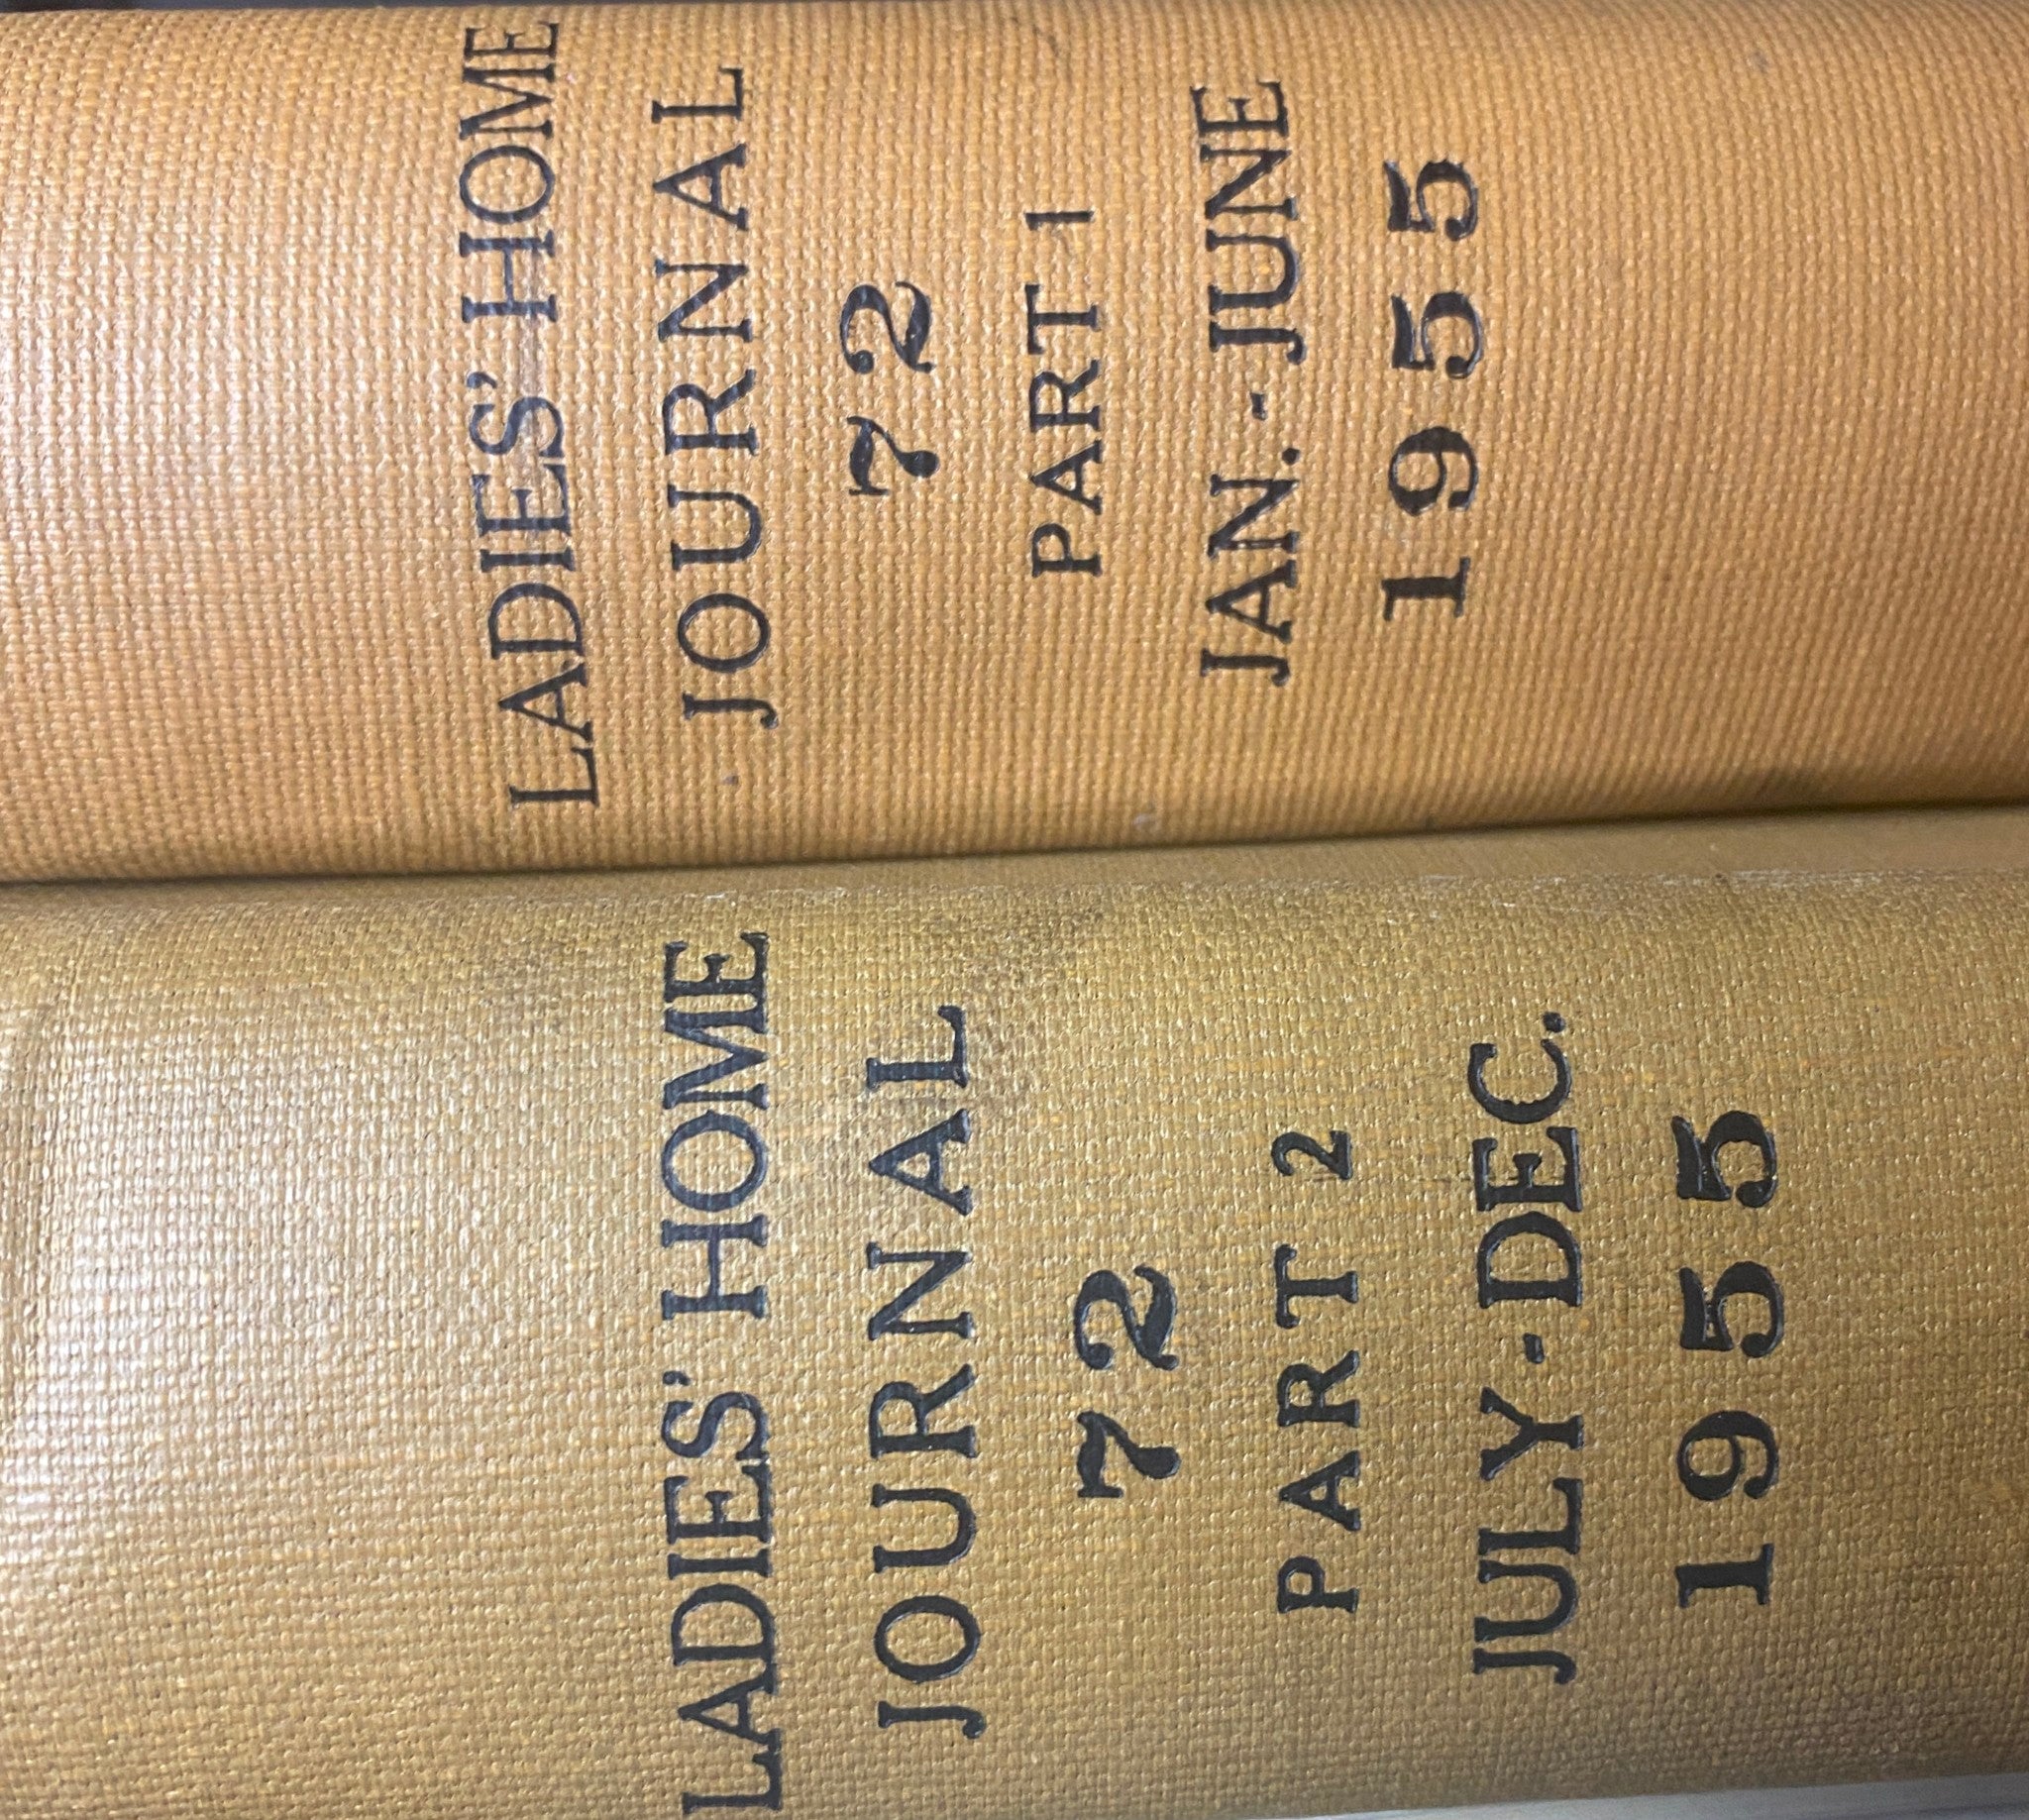 LADIES' HOME
JOURNAL
72
PART 1
JAN.-JUNE
1955
LADIES' HOME
JOURNAL
72
PART 2
JULY-DEC.
1955